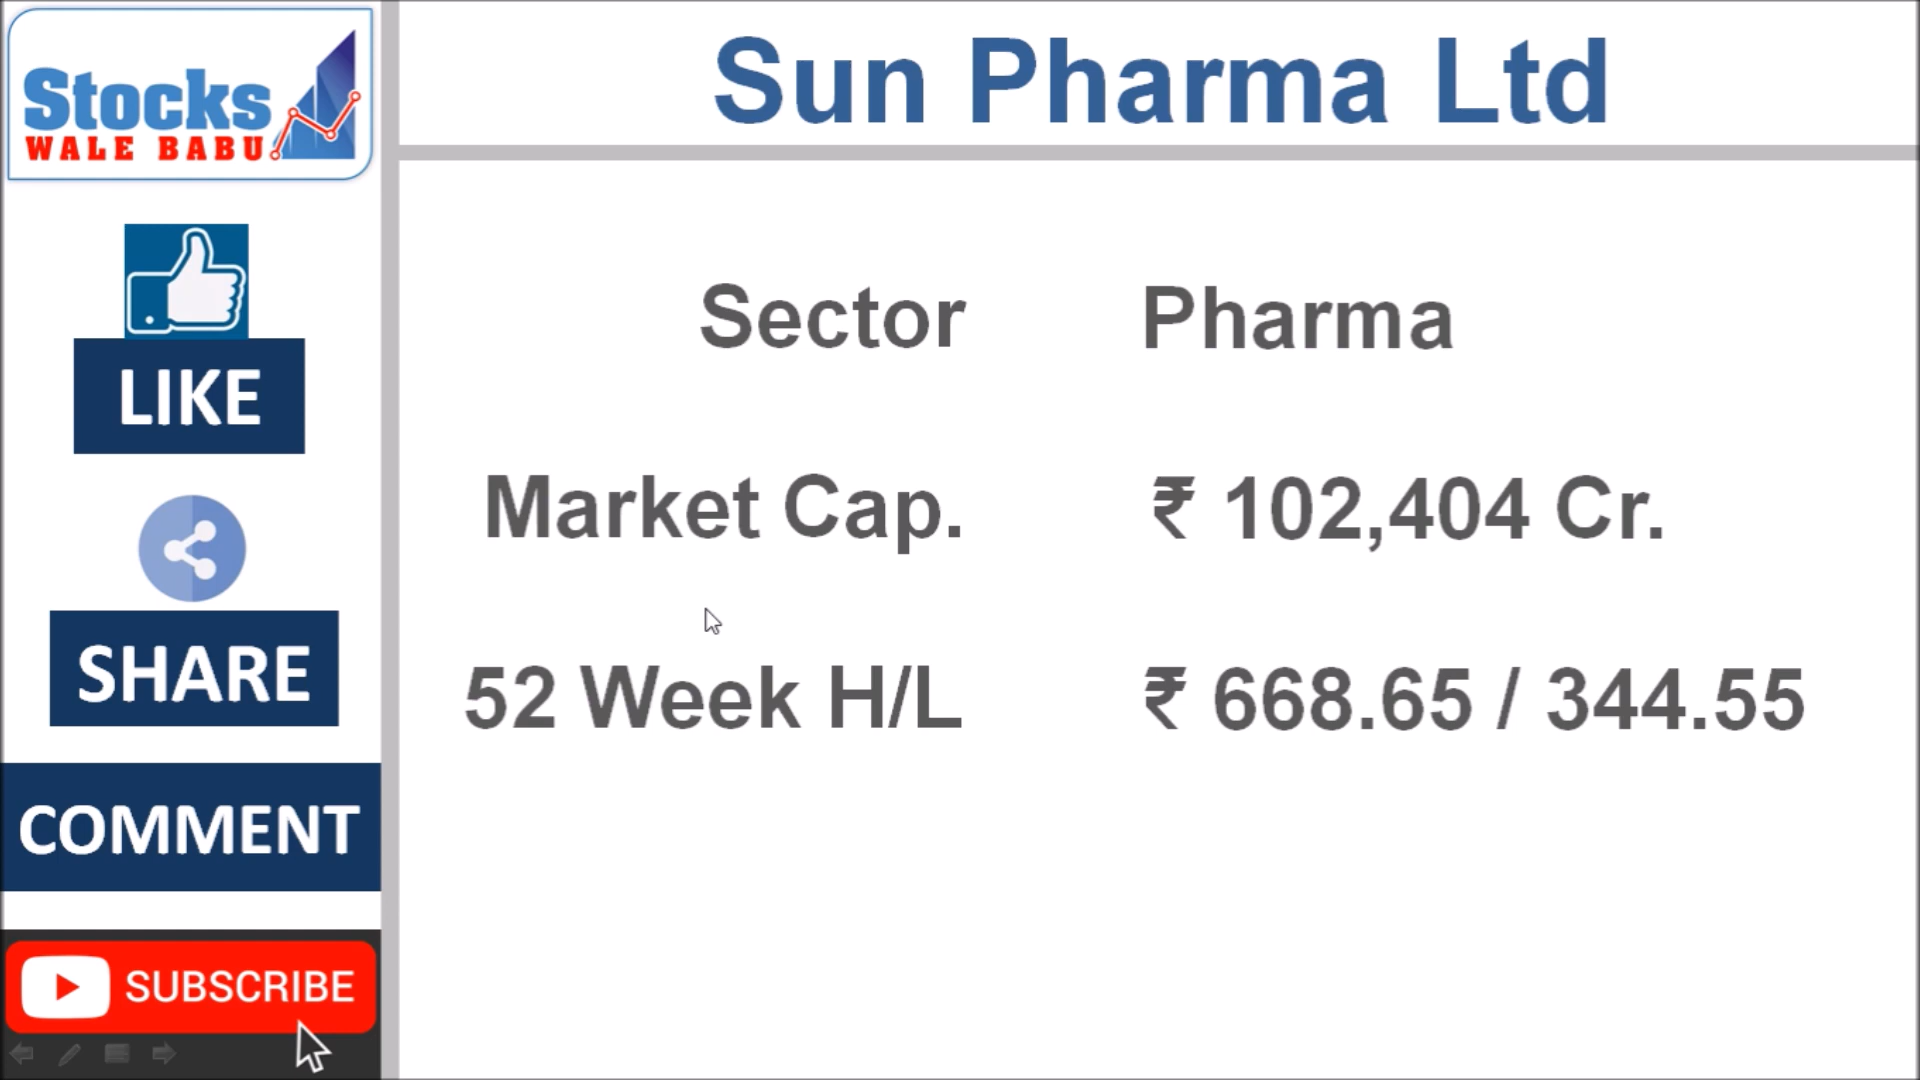 Stocks
WALE BABU
LIKE
SHARE
COMMENT
SUBSCRIBE
Sun Pharma Ltd
Sector Pharma
Market Cap. ₹ 102,404 Cr.
52 Week H/L ₹ 668.65 / 344.55